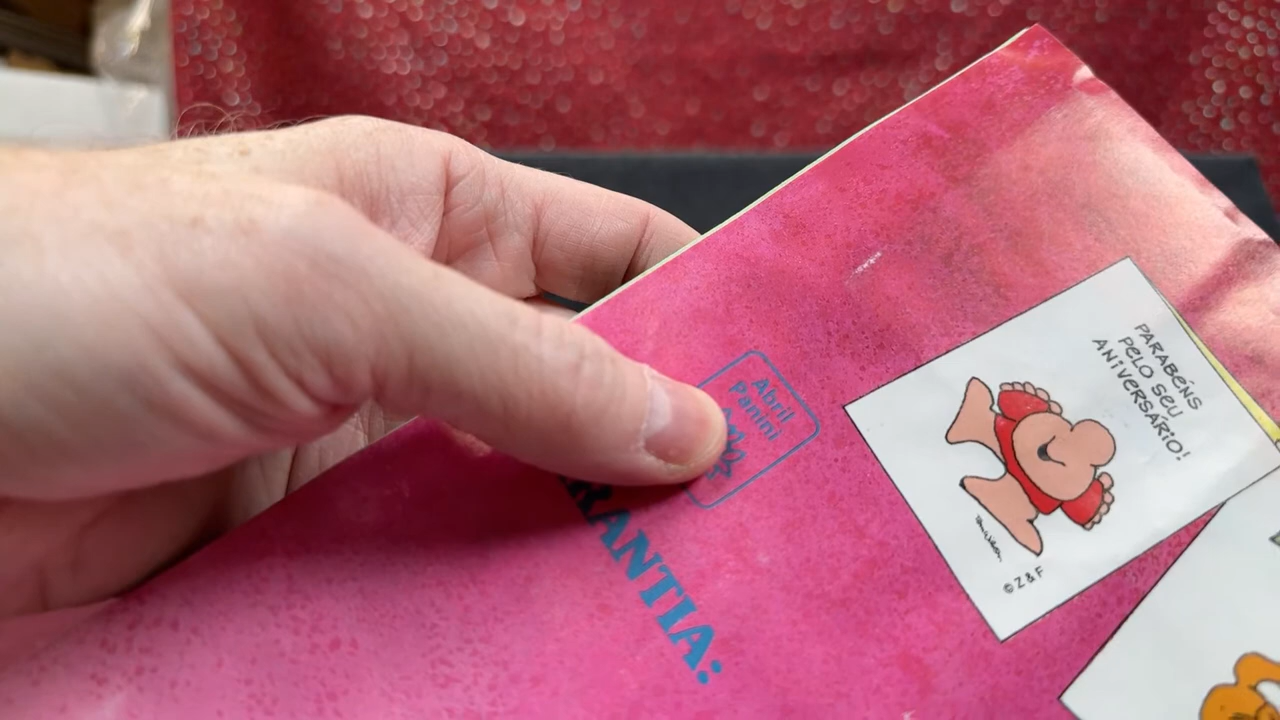 Abril
Panini
RANTIA:
PARABÉNS
PELO SEU
ANIVERSÁRIO!
© Z & F